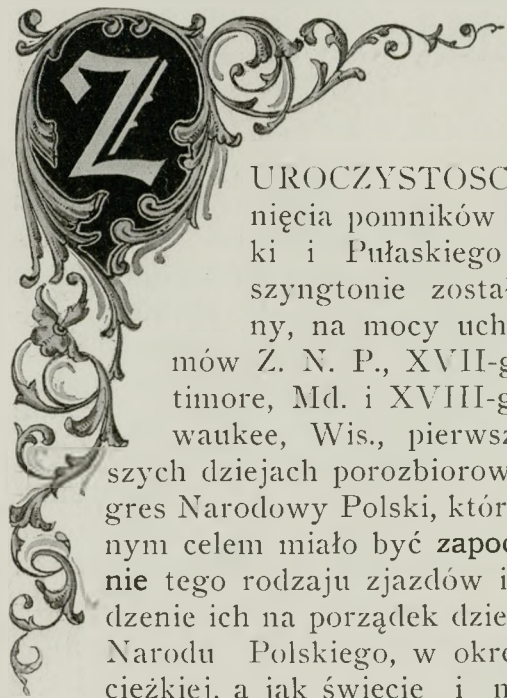 Z
UROCZYSTOSC
nięcia pomników
ki i Pułaskiego
szyngtonie zosta
ny, na mocy uch
mów Z. N. P., XVII-g
timore, Md. i XVIII-g
waukee, Wis., pierwsz
szych dziejach porozbiorow
gres Narodowy Polski, któr
nym celem miało być zapoc
nie tego rodzaju zjazdów i
dzenie ich na porządek dzie
Narodu Polskiego, w okre
ciężkiej, a jak święcie i